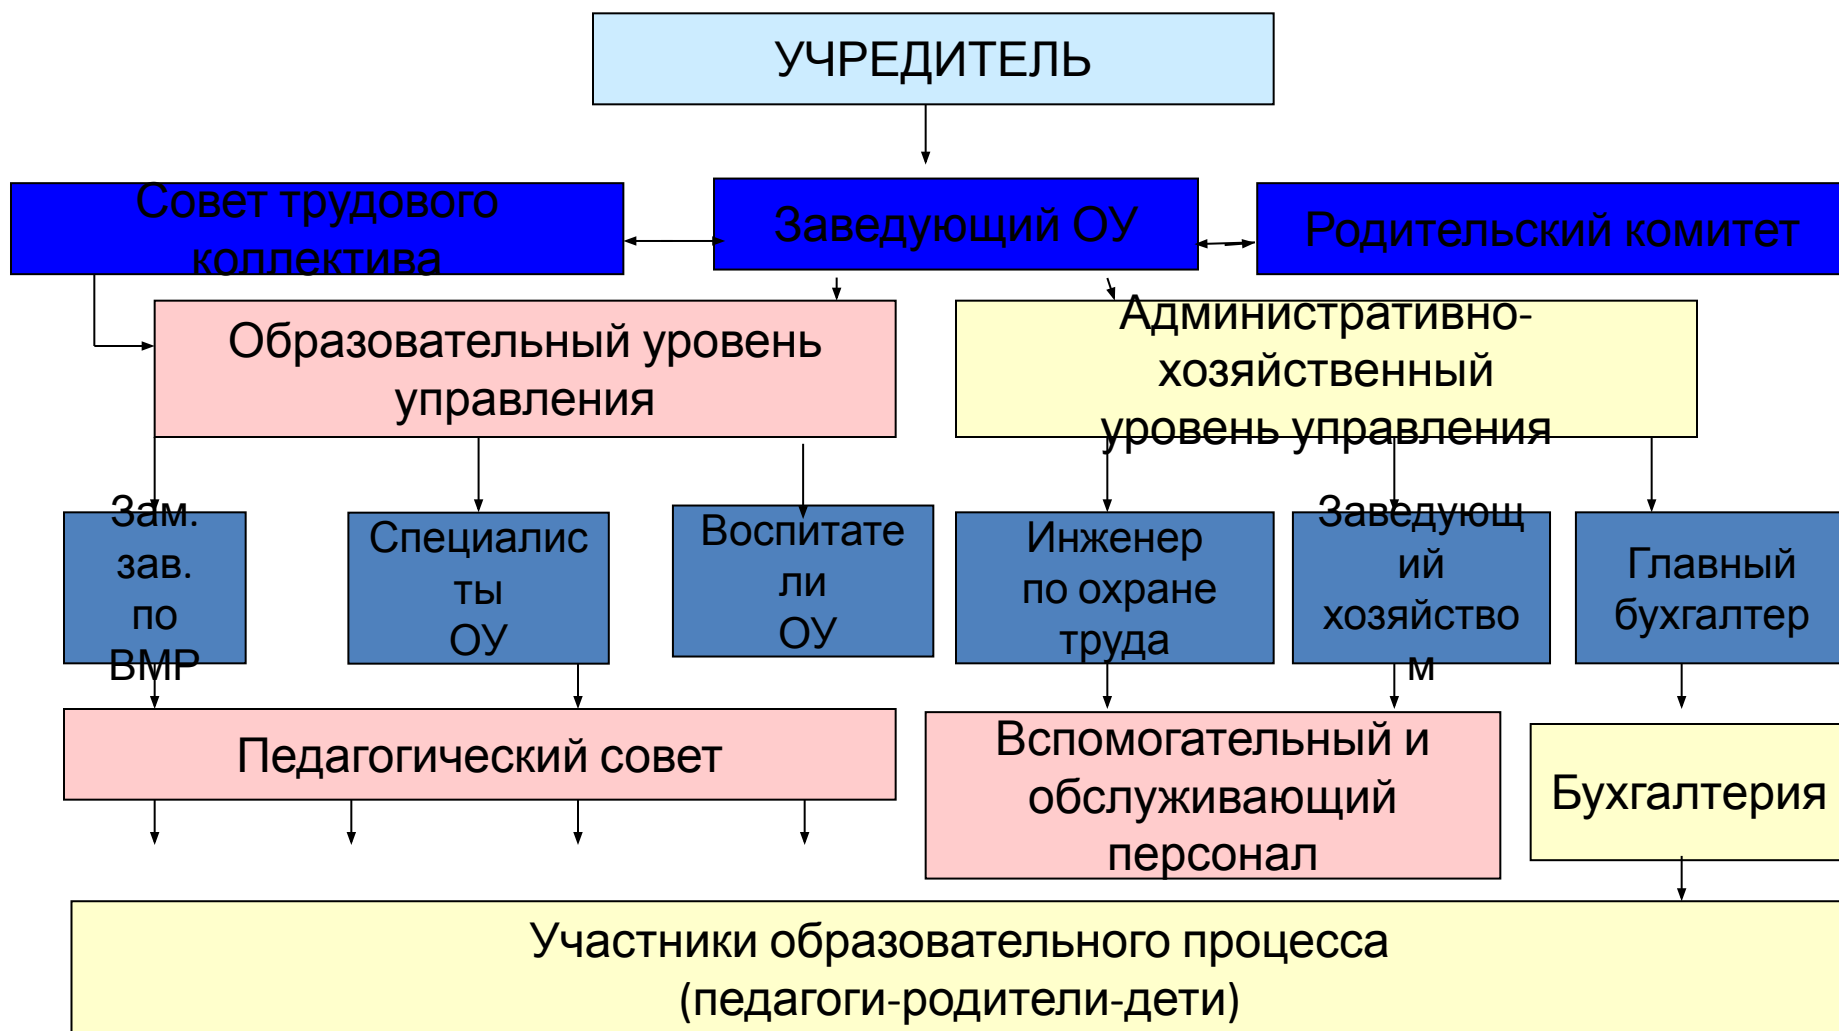 УЧРЕДИТЕЛЬ
Совет трудового
коллектива
Заведующий ОУ
Родительский комитет
Образовательный уровень
управления
Административно-
хозяйственный
уровень управления
Зам.
зав.
по
ВМР
Специалис
ты
ОУ
Воспитате
ли
ОУ
Инженер
по охране
труда
Заведующ
ий
хозяйство
м
Главный
бухгалтер
Педагогический совет
Вспомогательный и
обслуживающий
персонал
Бухгалтерия
Участники образовательного процесса
(педагоги-родители-дети)